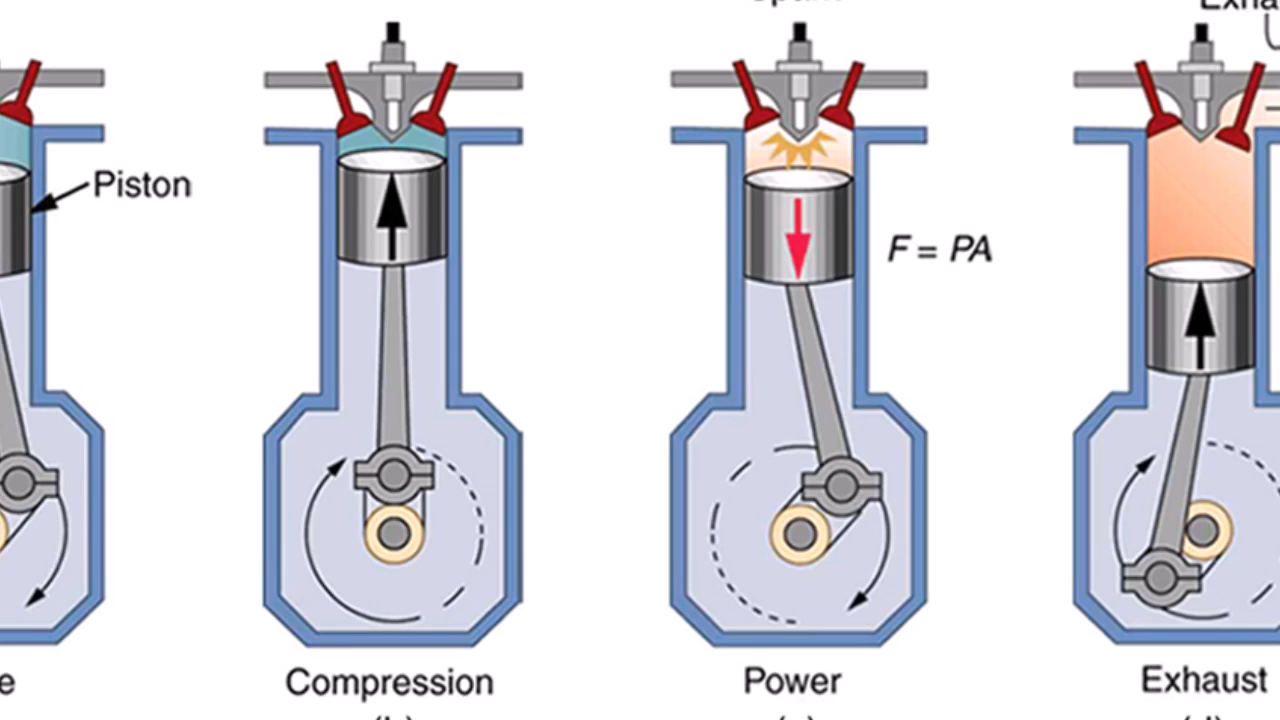 Piston
F = PA
Compression
Power
Exhaust